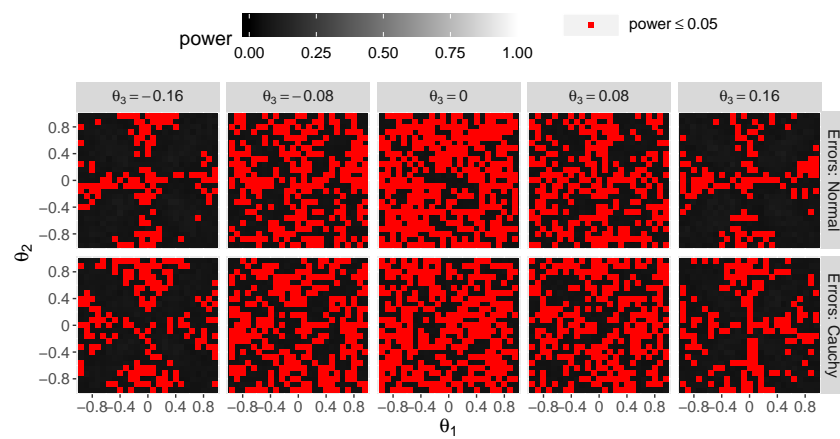 power
0.00 0.25 0.50 0.75 1.00
power ≤ 0.05
θ3 = −0.16 θ3 = −0.08 θ3 = 0 θ3 = 0.08 θ3 = 0.16
0.8
0.4
0
−0.4
−0.8
Errors: Normal
θ2
0.8
0.4
0
−0.4
−0.8
Errors: Cauchy
−0.8 −0.4 0 0.4 0.8 −0.8 −0.4 0 0.4 0.8 −0.8 −0.4 0 0.4 0.8 −0.8 −0.4 0 0.4 0.8 −0.8 −0.4 0 0.4 0.8
θ1